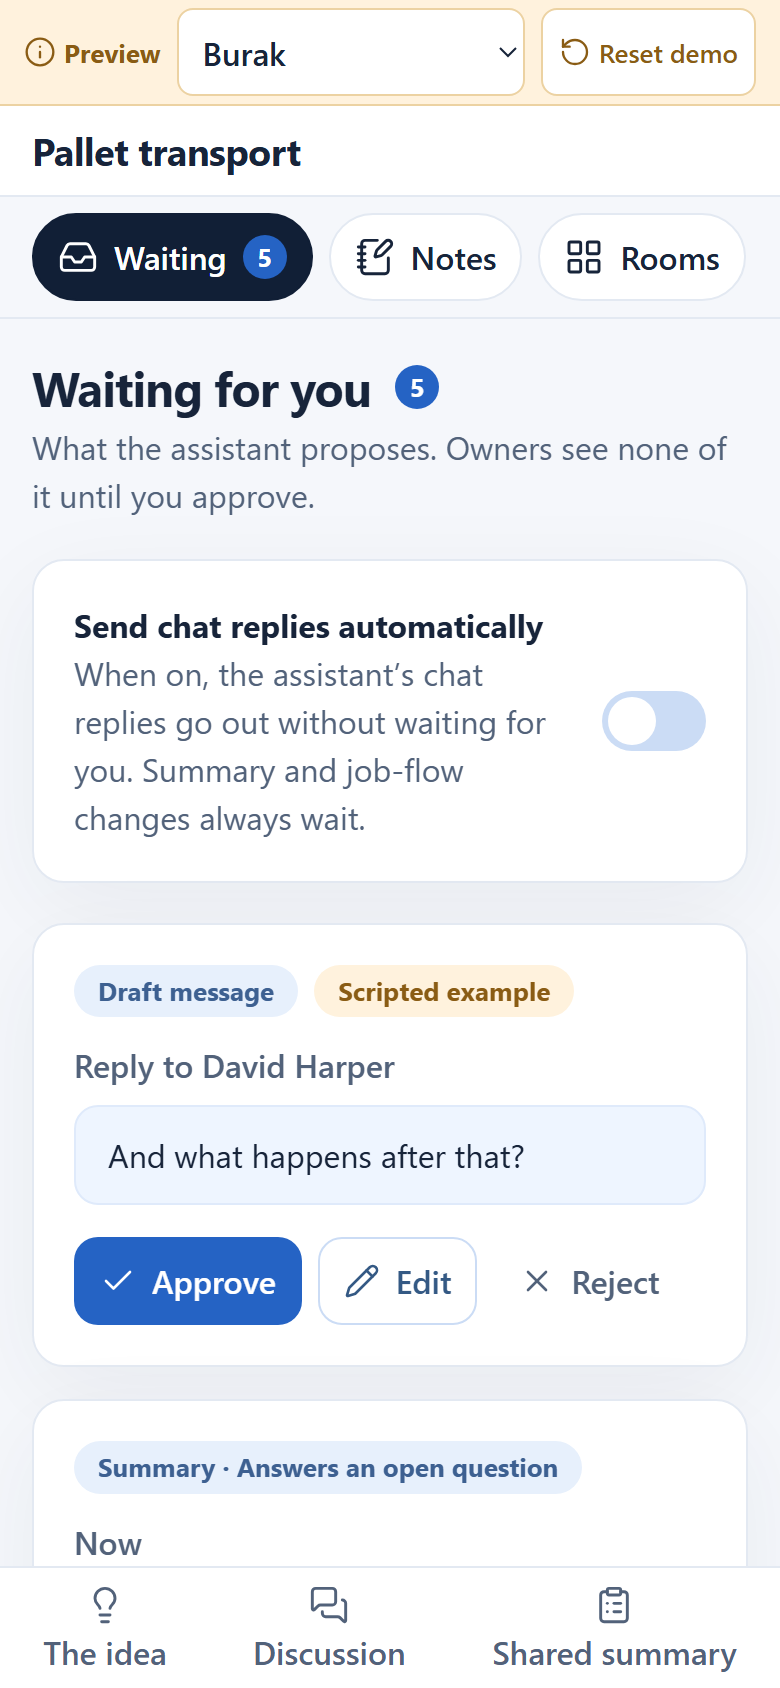 Preview
Burak
Reset demo
Pallet transport
Waiting 5
Notes
Rooms
Waiting for you 5
What the assistant proposes. Owners see none of
it until you approve.
Send chat replies automatically
When on, the assistant’s chat
replies go out without waiting for
you. Summary and job-flow
changes always wait.
Draft message
Scripted example
Reply to David Harper
And what happens after that?
Approve
Edit
Reject
Summary · Answers an open question
Now
The idea
Discussion
Shared summary